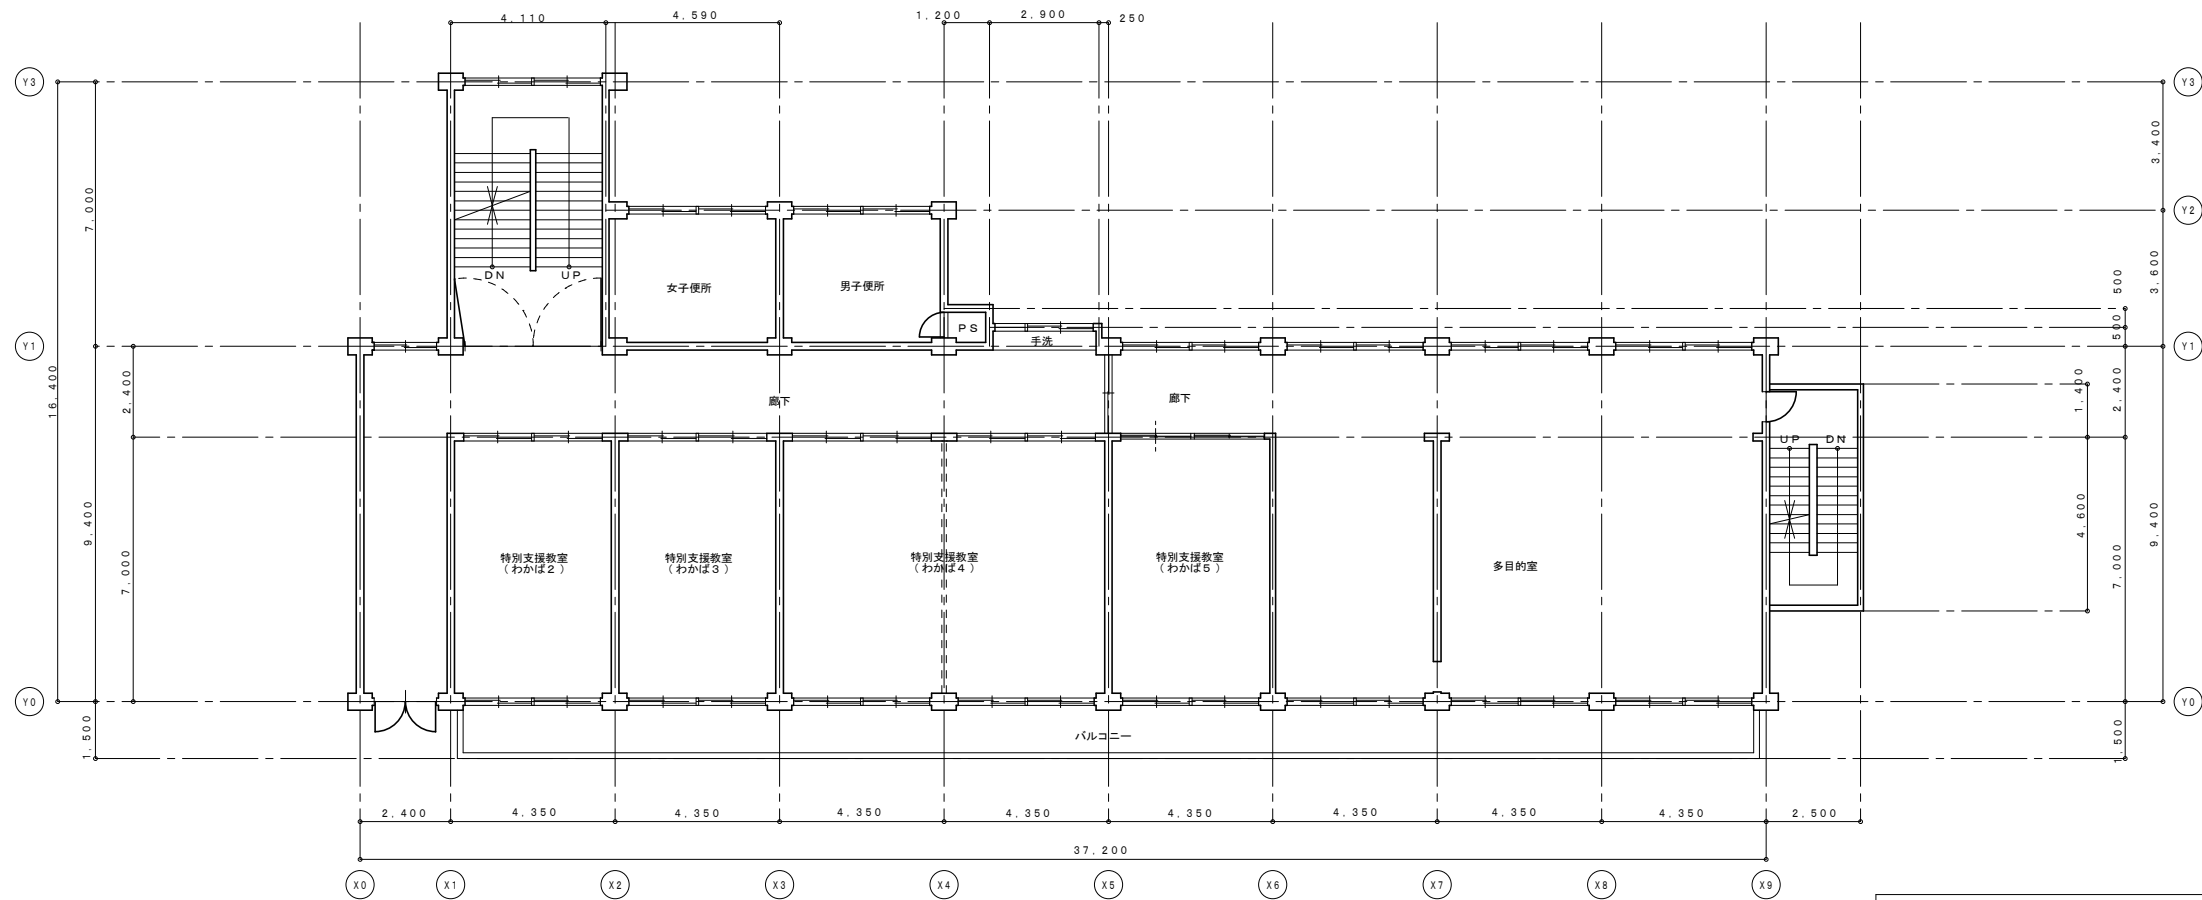 4,110
4,590
1,200
2,900
250
Y3
Y3
7,000
3,400
Y2
DN
UP
女子便所
男子便所
3,600
500
PS
手洗
500
Y1
Y1
16,400
2,400
廊下
廊下
1,400
2,400
UP
DN
9,400
7,000
特別支援教室
(わかば2)
特別支援教室
(わかば3)
特別支援教室
(わかば4)
特別支援教室
(わかば5)
多目的室
4,600
7,000
9,400
Y0
Y0
1,500
バルコニー
1,500
2,400
4,350
4,350
4,350
4,350
4,350
4,350
4,350
4,350
2,500
37,200
X0
X1
X2
X3
X4
X5
X6
X7
X8
X9